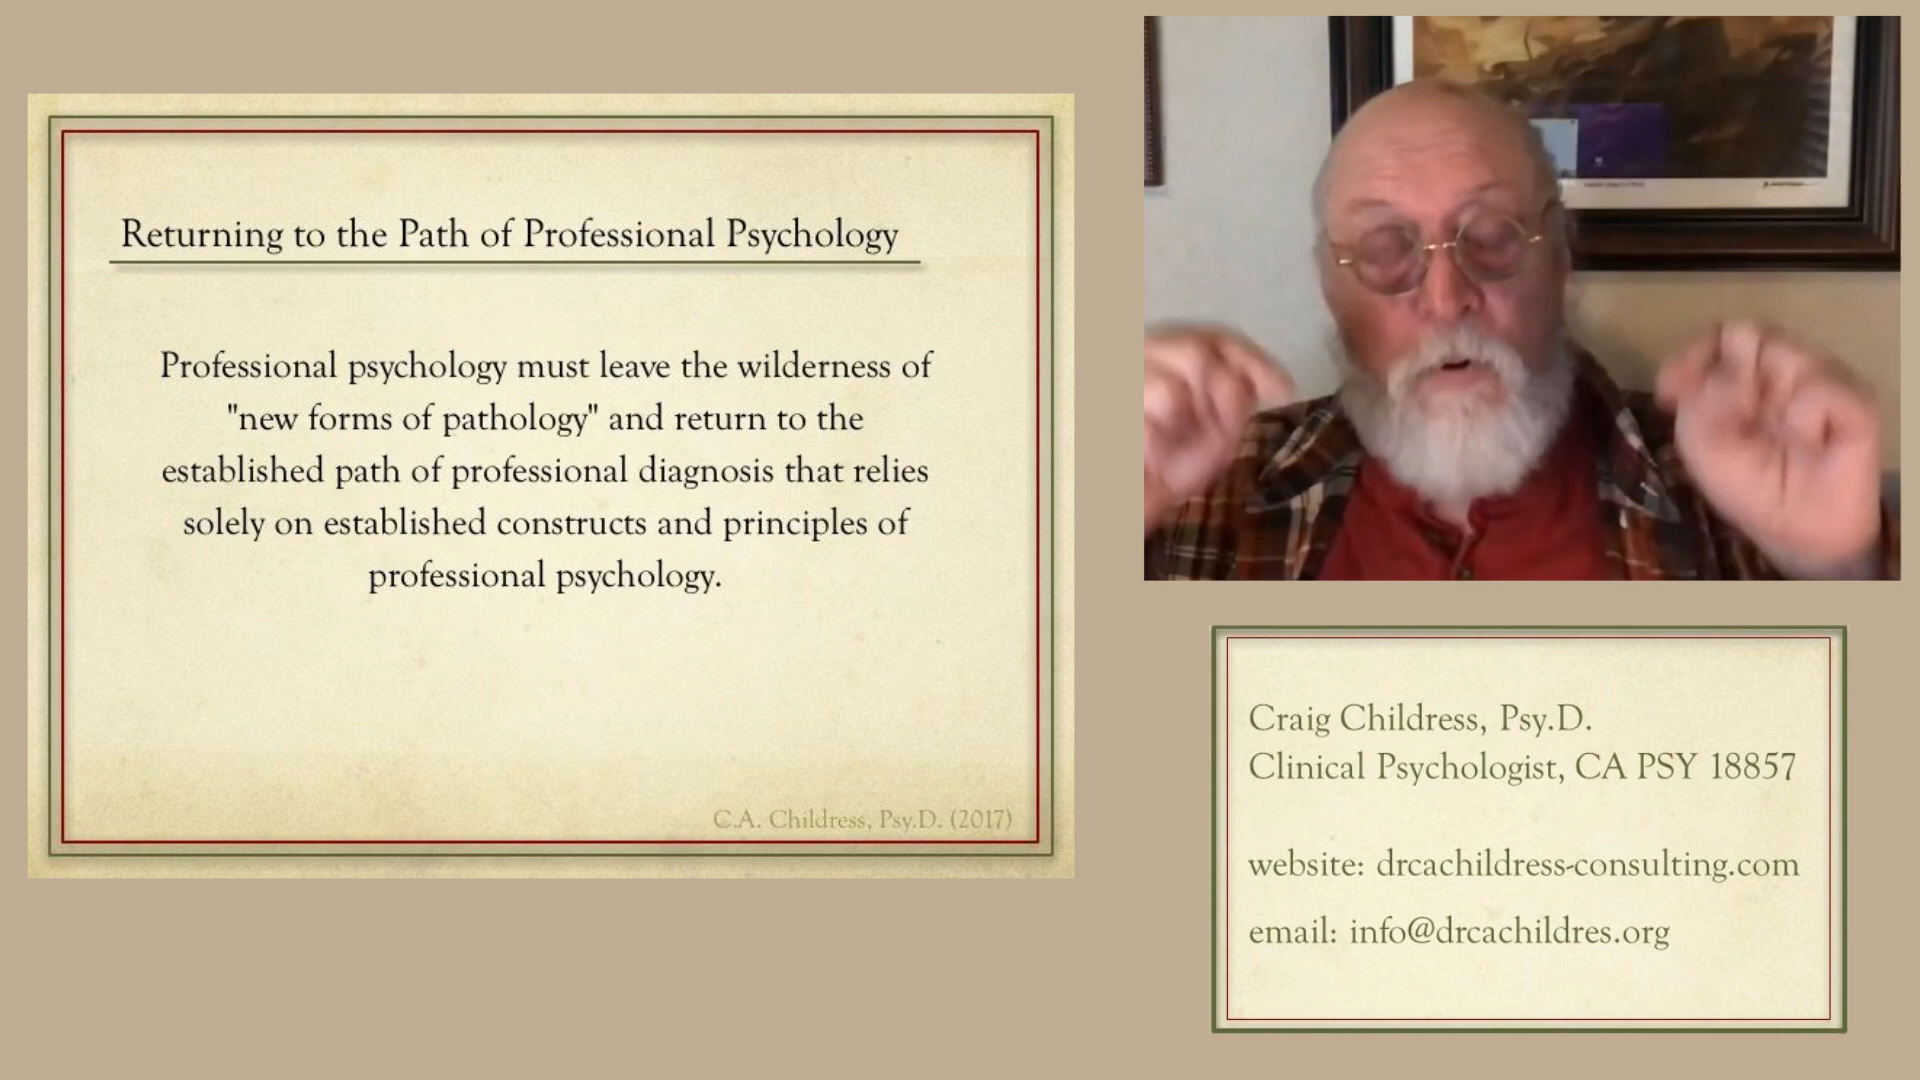 Returning to the Path of Professional Psychology
Professional psychology must leave the wilderness of
"new forms of pathology" and return to the
established path of professional diagnosis that relies
solely on established constructs and principles of
professional psychology.
C.A. Childress, Psy.D. (2017)
Craig Childress, Psy.D.
Clinical Psychologist, CA PSY 18857
website: drcachildress-consulting.com
email: info@drcachildres.org